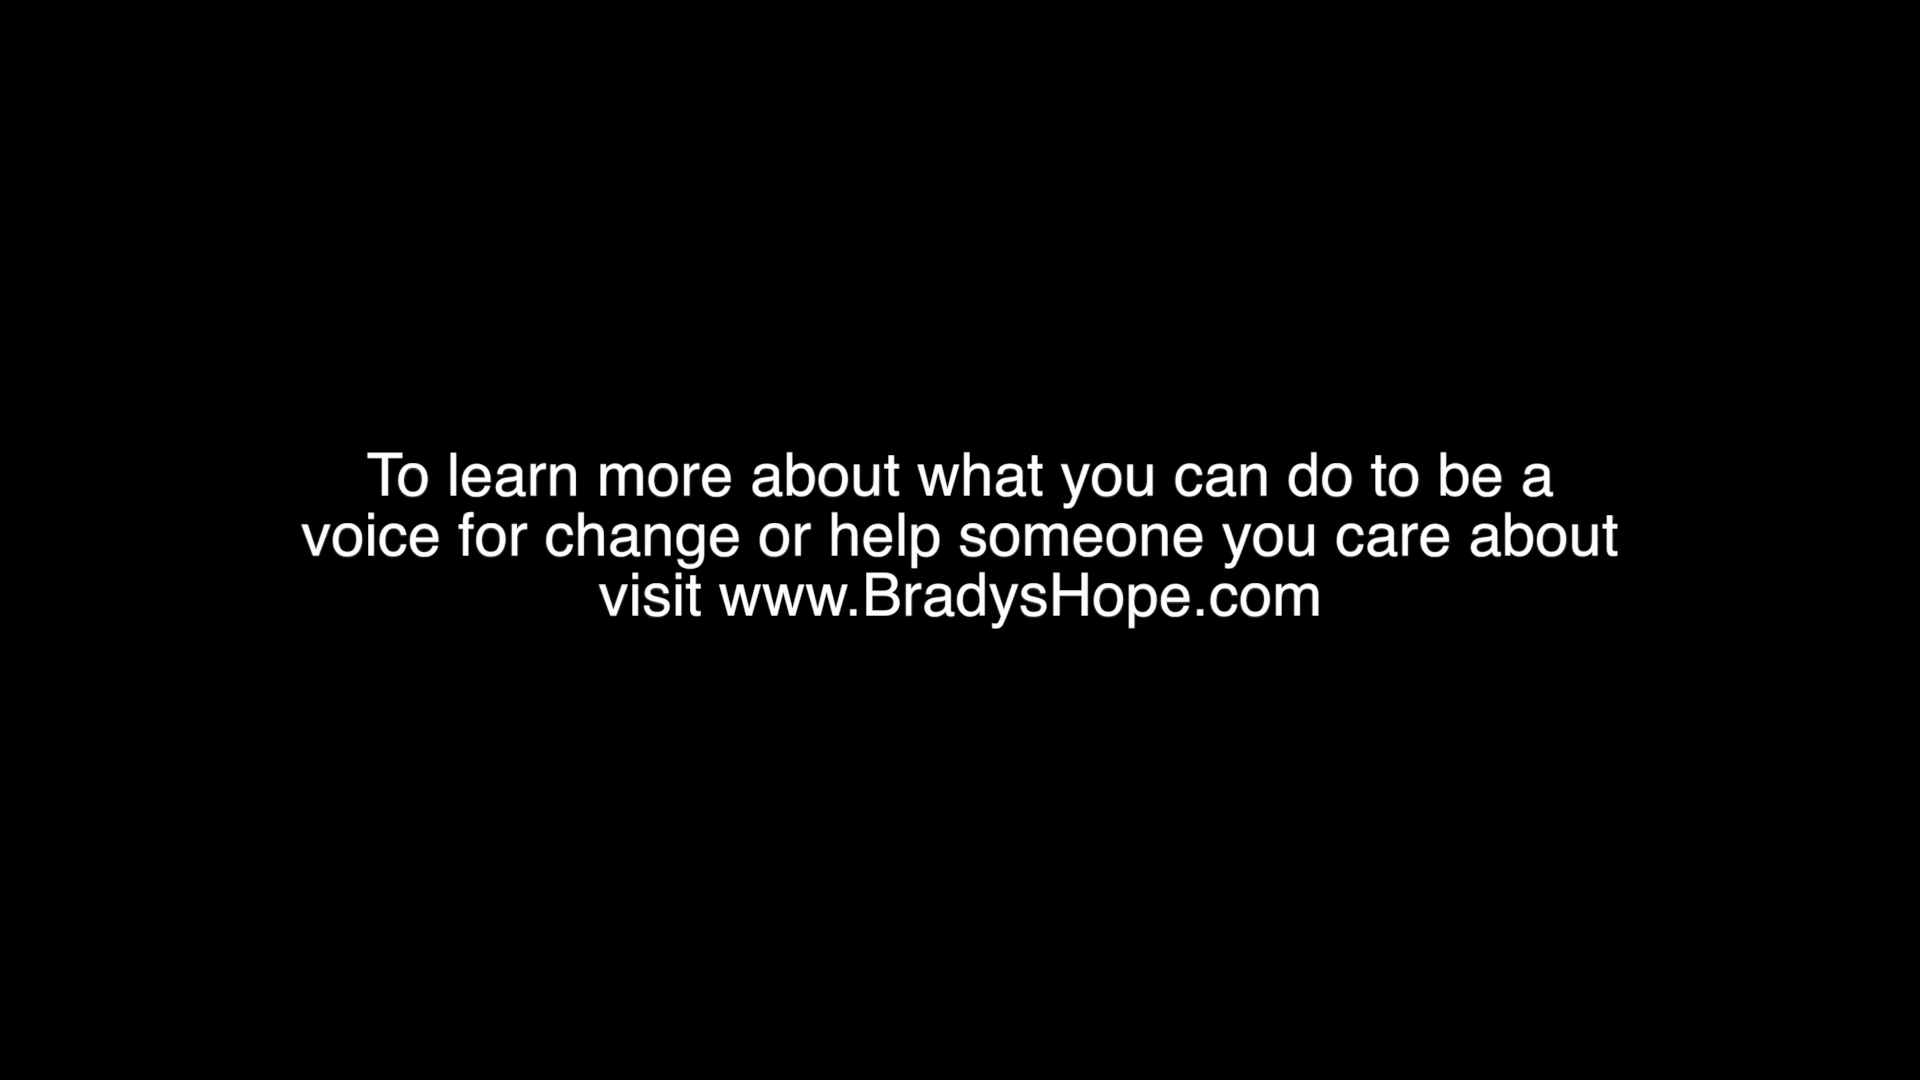 To learn more about what you can do to be a
voice for change or help someone you care about
visit www.BradysHope.com